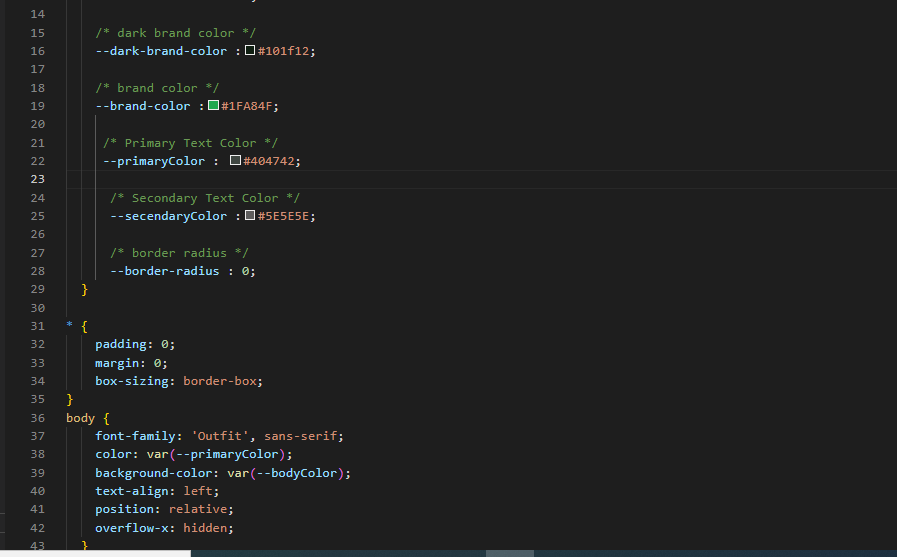 14
15 /* dark brand color */
16 --dark-brand-color :#101f12;
17
18 /* brand color */
19 --brand-color :#1FA84F;
20
21 /* Primary Text Color */
22 --primaryColor : #404742;
23
24 /* Secondary Text Color */
25 --secendaryColor :#5E5E5E;
26
27 /* border radius */
28 --border-radius : 0;
29 }
30
31 * {
32 padding: 0;
33 margin: 0;
34 box-sizing: border-box;
35 }
36 body {
37 font-family: 'Outfit', sans-serif;
38 color: var(--primaryColor);
39 background-color: var(--bodyColor);
40 text-align: left;
41 position: relative;
42 overflow-x: hidden;
43 }